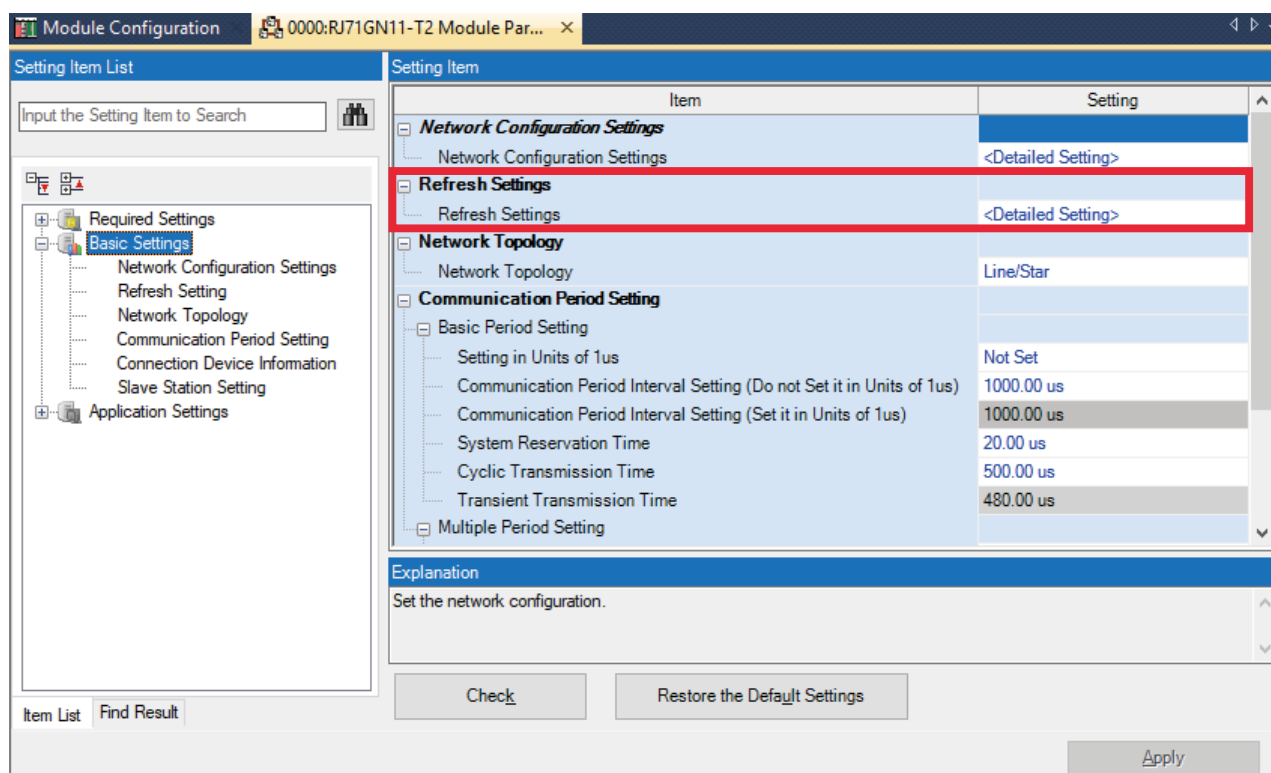 Module Configuration
0000:RJ71GN11-T2 Module Par...
Setting Item List
Input the Setting Item to Search
Required Settings
Basic Settings
Network Configuration Settings
Refresh Setting
Network Topology
Communication Period Setting
Connection Device Information
Slave Station Setting
Application Settings
Item List Find Result
Setting Item
Item Setting
Network Configuration Settings
Network Configuration Settings <Detailed Setting>
Refresh Settings
Refresh Settings <Detailed Setting>
Network Topology
Network Topology Line/Star
Communication Period Setting
Basic Period Setting
Setting in Units of 1us Not Set
Communication Period Interval Setting (Do not Set it in Units of 1us) 1000.00 us
Communication Period Interval Setting (Set it in Units of 1us) 1000.00 us
System Reservation Time 20.00 us
Cyclic Transmission Time 500.00 us
Transient Transmission Time 480.00 us
Multiple Period Setting
Explanation
Set the network configuration.
Check Restore the Default Settings
Apply